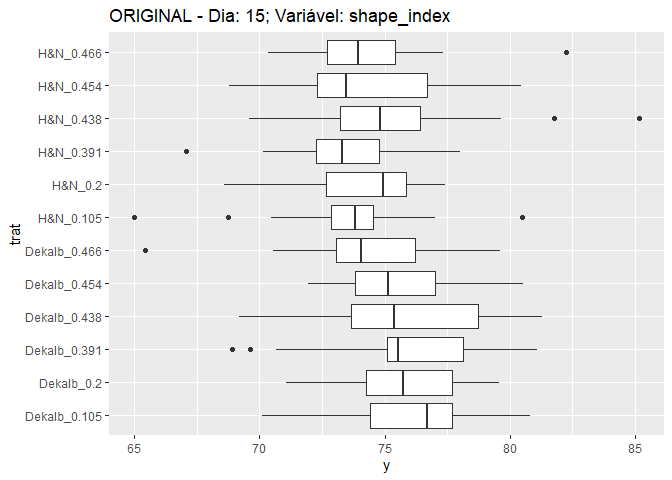 ORIGINAL - Dia: 15; Variável: shape_index
H&N_0.466
H&N_0.454
H&N_0.438
H&N_0.391
H&N_0.2
H&N_0.105
Dekalb_0.466
Dekalb_0.454
Dekalb_0.438
Dekalb_0.391
Dekalb_0.2
Dekalb_0.105
trat
65 70 75 80 85
y